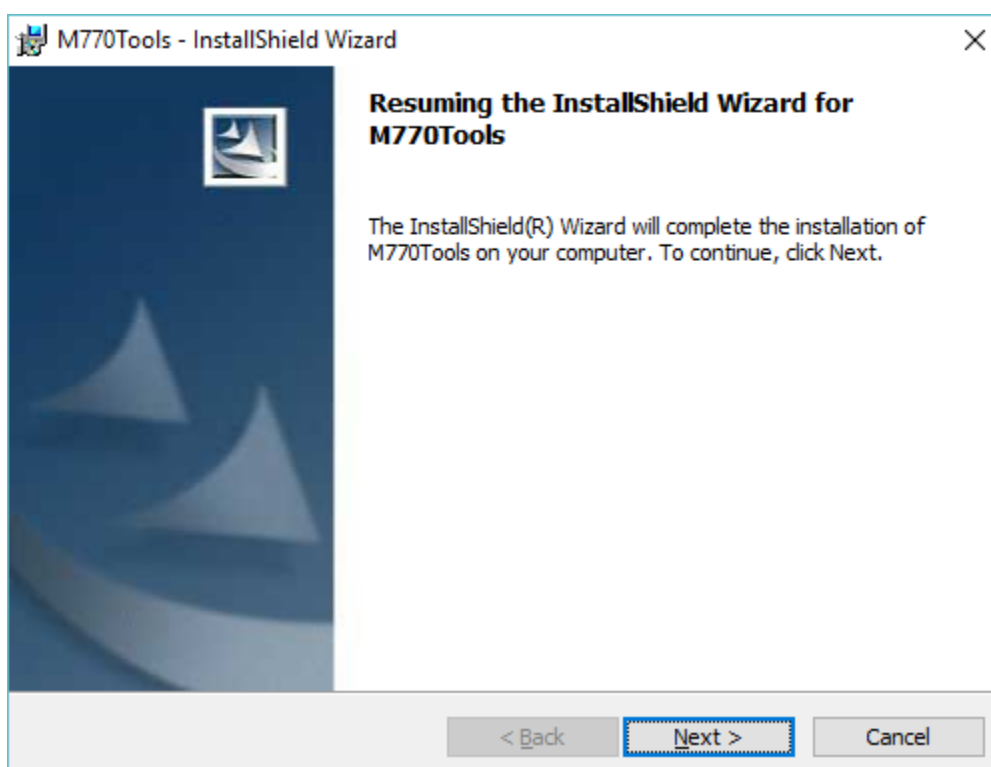 M770Tools - InstallShield Wizard
Resuming the InstallShield Wizard for
M770Tools
The InstallShield(R) Wizard will complete the installation of
M770Tools on your computer. To continue, click Next.
< Back
Next >
Cancel